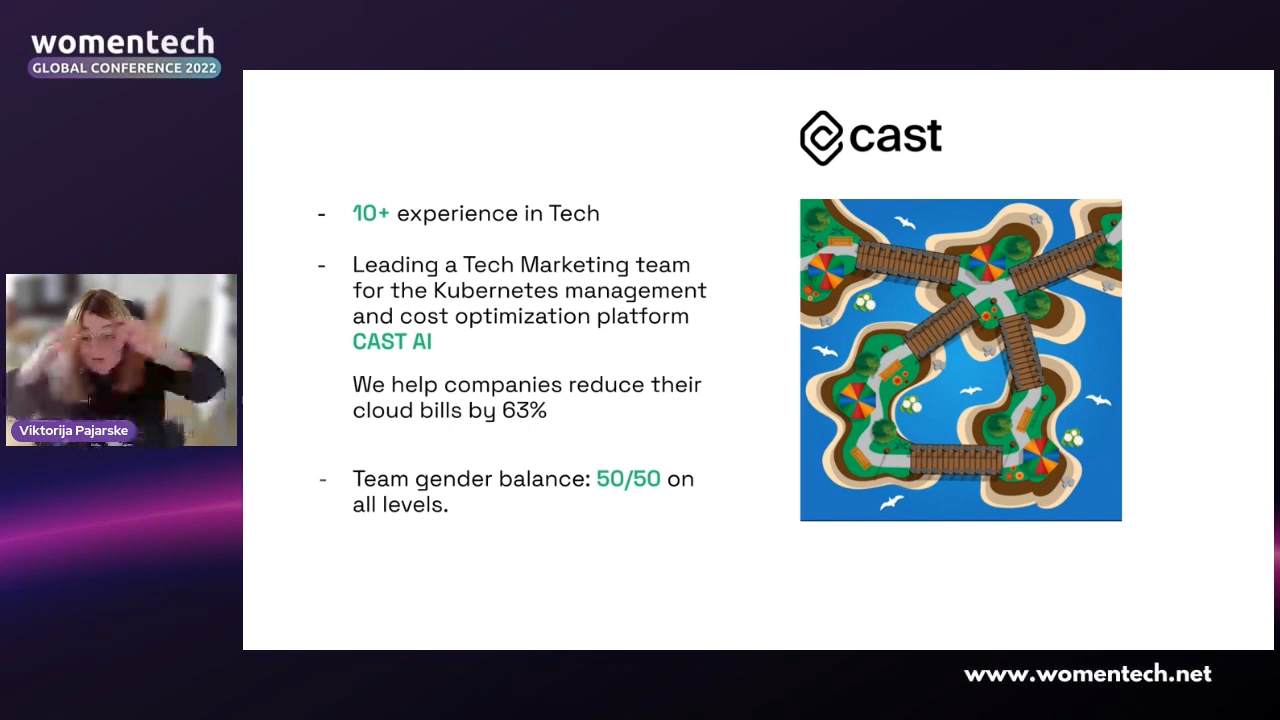 womentech
GLOBAL CONFERENCE 2022
cast
- 10+ experience in Tech
- Leading a Tech Marketing team
for the Kubernetes management
and cost optimization platform
CAST AI
We help companies reduce their
cloud bills by 63%
- Team gender balance: 50/50 on
all levels.
Viktorija Pajarske
www.womentech.net